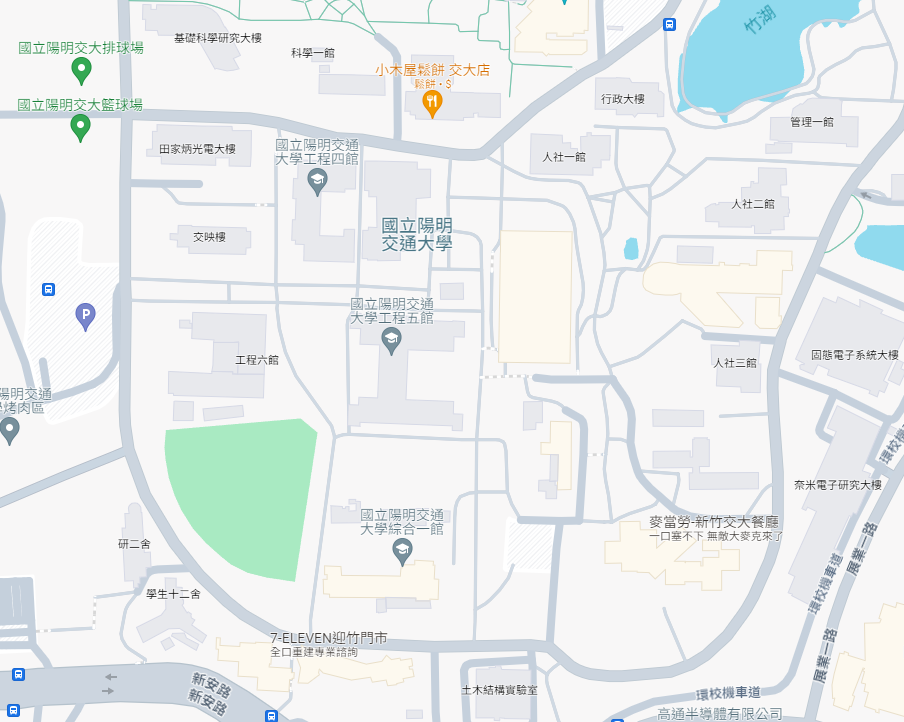 竹湖
基礎科學研究大樓
國立陽明交大排球場
科學一館
小木屋鬆餅 交大店
鬆餅・$
國立陽明交大籃球場
行政大樓
管理一館
田家炳光電大樓
國立陽明交通
大學工程四館
人社一館
人社二館
國立陽明
交通大學
交映樓
P
國立陽明交通
大學工程五館
工程六館
人社三館
固態電子系統大樓
陽明交通
烤肉區
環校機車
奈米電子研究大樓
國立陽明交通
大學綜合一館
麥當勞-新竹交大餐廳
一口塞不下 無敵大麥克來了
研二舍
展業一路
環校機車道
學生十二舍
7-ELEVEN迎竹門市
全口重建專業諮詢
展業一路
新安路
新安路
土木結構實驗室
環校機車道
高通半導體有限公司